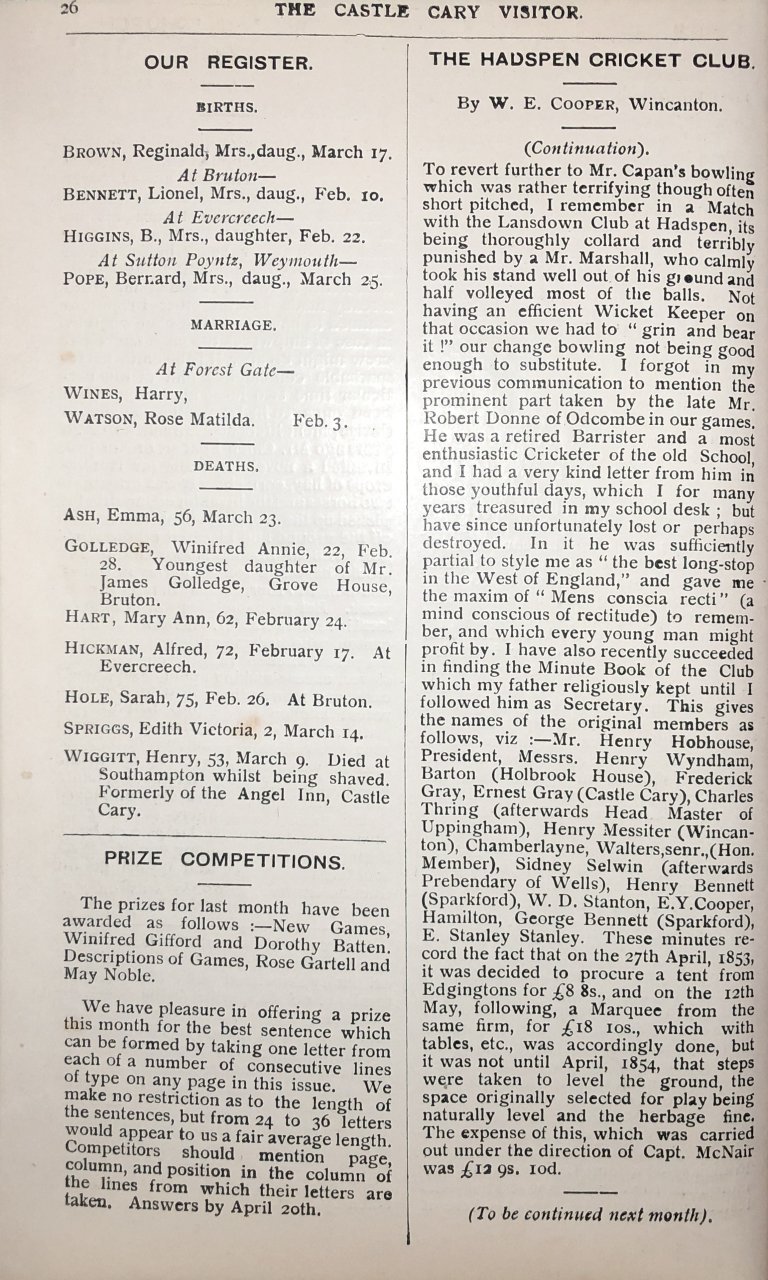 26
THE CASTLE CARY VISITOR.
OUR REGISTER.
BIRTHS.
BROWN, Reginald, Mrs., daug., March 17.
At Bruton—
BENNETT, Lionel, Mrs., daug., Feb. 10.
At Evercreech—
HIGGINS, B., Mrs., daughter, Feb. 22.
At Sutton Poyntz, Weymouth—
POPE, Bernard, Mrs., daug., March 25.
MARRIAGE.
At Forest Gate—
WINES, Harry,
WATSON, Rose Matilda. Feb. 3.
DEATHS.
ASH, Emma, 56, March 23.
GOLLEDGE, Winifred Annie, 22, Feb.
28. Youngest daughter of Mr.
James Golledge, Grove House,
Bruton.
HART, Mary Ann, 62, February 24.
HICKMAN, Alfred, 72, February 17. At
Evercreech.
HOLE, Sarah, 75, Feb. 26. At Bruton.
SPRIGGS, Edith Victoria, 2, March 14.
WIGGITT, Henry, 53, March 9. Died at
Southampton whilst being shaved.
Formerly of the Angel Inn, Castle
Cary.
PRIZE COMPETITIONS.
The prizes for last month have been
awarded as follows :—New Games,
Winifred Gifford and Dorothy Batten.
Descriptions of Games, Rose Gartell and
May Noble.
We have pleasure in offering a prize
this month for the best sentence which
can be formed by taking one letter from
each of a number of consecutive lines
of type on any page in this issue. We
make no restriction as to the length of
the sentences, but from 24 to 36 letters
would appear to us a fair average length.
Competitors should mention page,
column, and position in the column of
the lines from which their letters are
taken. Answers by April 20th.
THE HADSPEN CRICKET CLUB.
By W. E. COOPER, Wincanton.
(Continuation).
To revert further to Mr. Capan's bowling
which was rather terrifying though often
short pitched, I remember in a Match
with the Lansdown Club at Hadspen, its
being thoroughly collard and terribly
punished by a Mr. Marshall, who calmly
took his stand well out of his ground and
half volleyed most of the balls. Not
having an efficient Wicket Keeper on
that occasion we had to " grin and bear
it !" our change bowling not being good
enough to substitute. I forgot in my
previous communication to mention the
prominent part taken by the late Mr.
Robert Donne of Odcombe in our games.
He was a retired Barrister and a most
enthusiastic Cricketer of the old School,
and I had a very kind letter from him in
those youthful days, which I for many
years treasured in my school desk ; but
have since unfortunately lost or perhaps
destroyed. In it he was sufficiently
partial to style me as " the best long-stop
in the West of England," and gave me
the maxim of " Mens conscia recti " (a
mind conscious of rectitude) to remem-
ber, and which every young man might
profit by. I have also recently succeeded
in finding the Minute Book of the Club
which my father religiously kept until I
followed him as Secretary. This gives
the names of the original members as
follows, viz :—Mr. Henry Hobhouse,
President, Messrs. Henry Wyndham,
Barton (Holbrook House), Frederick
Gray, Ernest Gray (Castle Cary), Charles
Thring (afterwards Head Master of
Uppingham), Henry Messiter (Wincan-
ton), Chamberlayne, Walters,senr.,(Hon.
Member), Sidney Selwin (afterwards
Prebendary of Wells), Henry Bennett
(Sparkford), W. D. Stanton, E.Y.Cooper,
Hamilton, George Bennett (Sparkford),
E. Stanley Stanley. These minutes re-
cord the fact that on the 27th April, 1853,
it was decided to procure a tent from
Edgingtons for £8 8s., and on the 12th
May, following, a Marquee from the
same firm, for £18 10s., which with
tables, etc., was accordingly done, but
it was not until April, 1854, that steps
were taken to level the ground, the
space originally selected for play being
naturally level and the herbage fine.
The expense of this, which was carried
out under the direction of Capt. McNair
was £12 9s. 10d.
(To be continued next month).